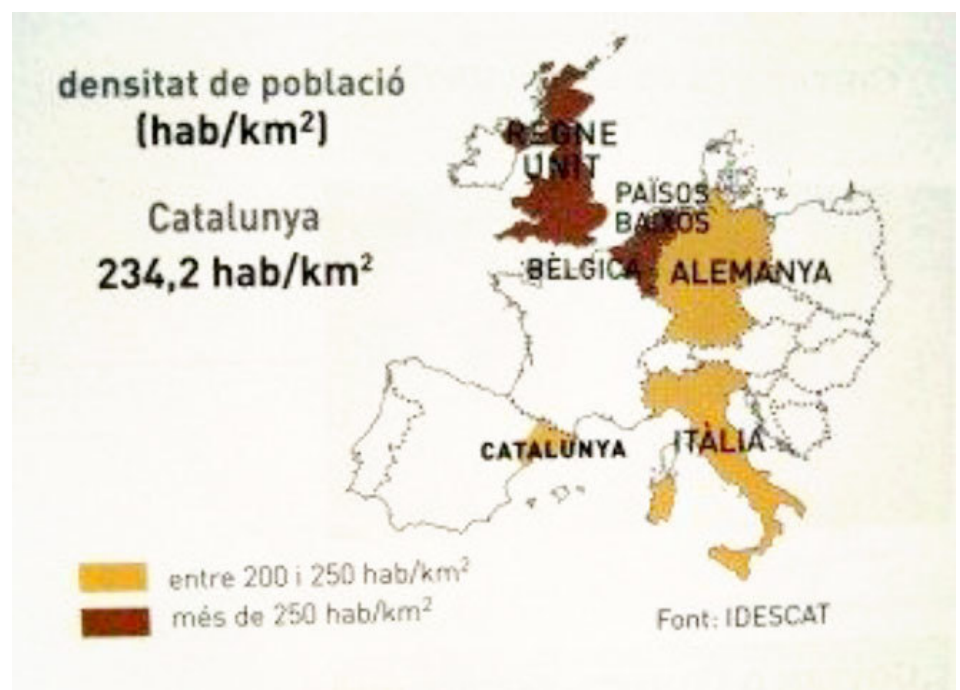 densitat de població
(hab/km²)
Catalunya
234,2 hab/km²
REGNE
UNIT
PAÏSOS
BAIXOS
BÈLGICA
ALEMANYA
CATALUNYA
ITÀLIA
entre 200 i 250 hab/km²
més de 250 hab/km²
Font: IDESCAT